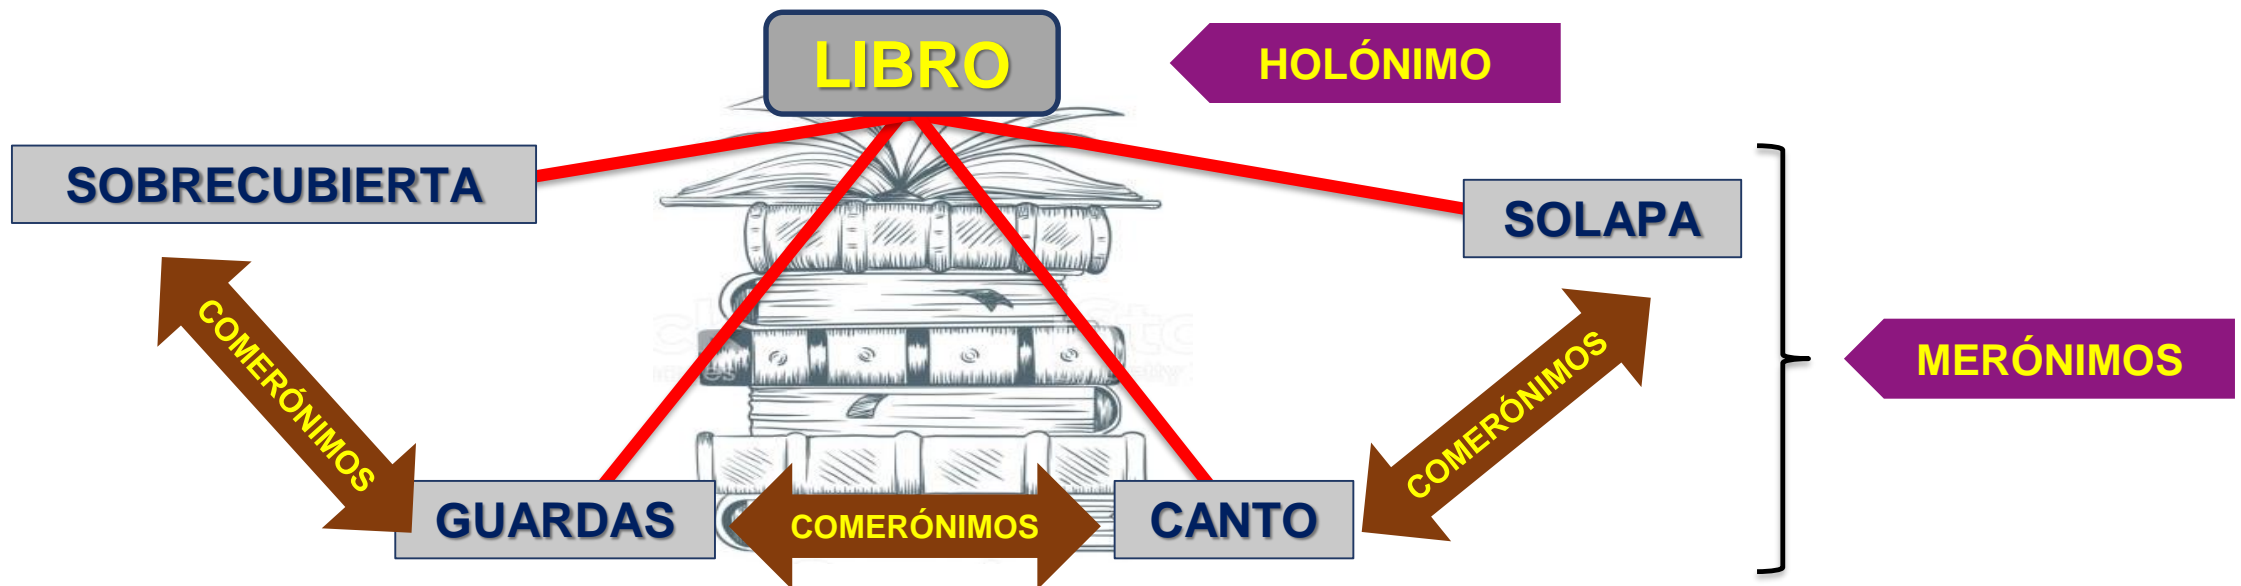 LIBRO
HOLÓNIMO
SOBRECUBIERTA
SOLAPA
COMERÓNIMOS
COMERÓNIMOS
MERÓNIMOS
GUARDAS
COMERÓNIMOS
CANTO